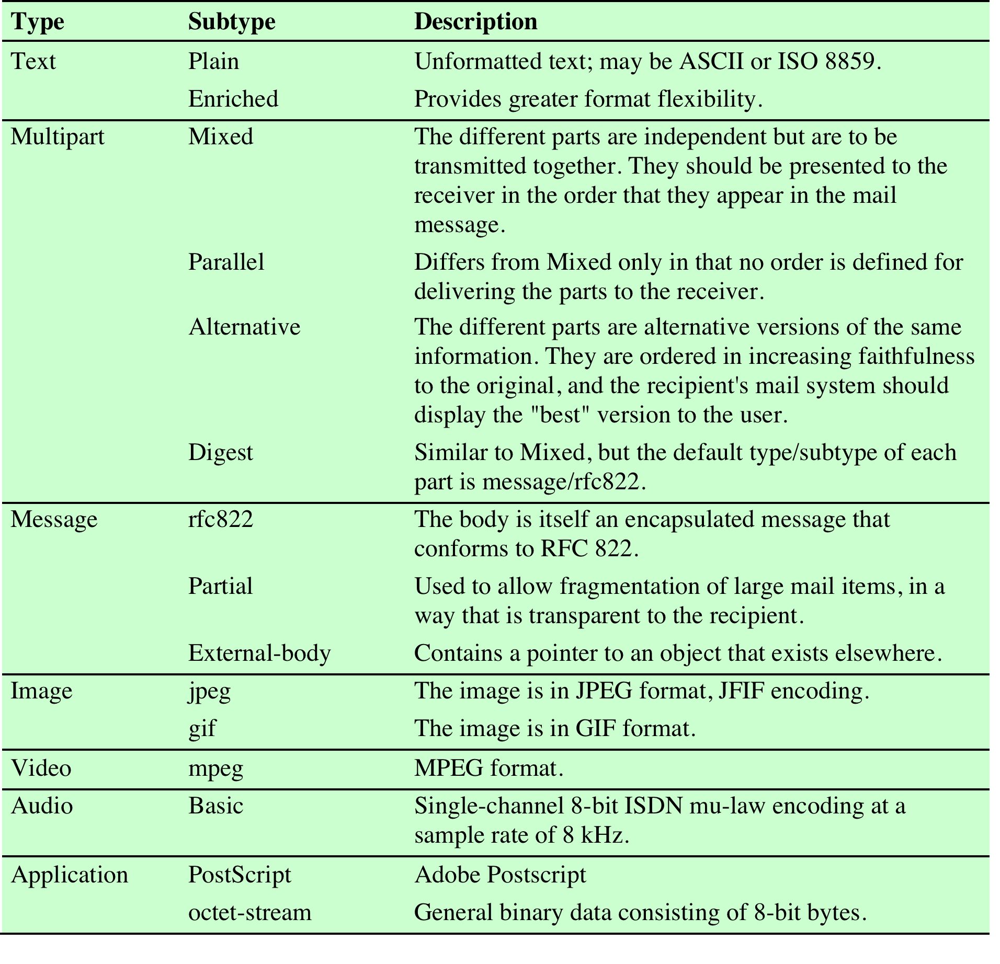 Type Subtype Description
Text Plain Unformatted text; may be ASCII or ISO 8859.
Enriched Provides greater format flexibility.
Multipart Mixed The different parts are independent but are to be
transmitted together. They should be presented to the
receiver in the order that they appear in the mail
message.
Parallel Differs from Mixed only in that no order is defined for
delivering the parts to the receiver.
Alternative The different parts are alternative versions of the same
information. They are ordered in increasing faithfulness
to the original, and the recipient's mail system should
display the "best" version to the user.
Digest Similar to Mixed, but the default type/subtype of each
part is message/rfc822.
Message rfc822 The body is itself an encapsulated message that
conforms to RFC 822.
Partial Used to allow fragmentation of large mail items, in a
way that is transparent to the recipient.
External-body Contains a pointer to an object that exists elsewhere.
Image jpeg The image is in JPEG format, JFIF encoding.
gif The image is in GIF format.
Video mpeg MPEG format.
Audio Basic Single-channel 8-bit ISDN mu-law encoding at a
sample rate of 8 kHz.
Application PostScript Adobe Postscript
octet-stream General binary data consisting of 8-bit bytes.